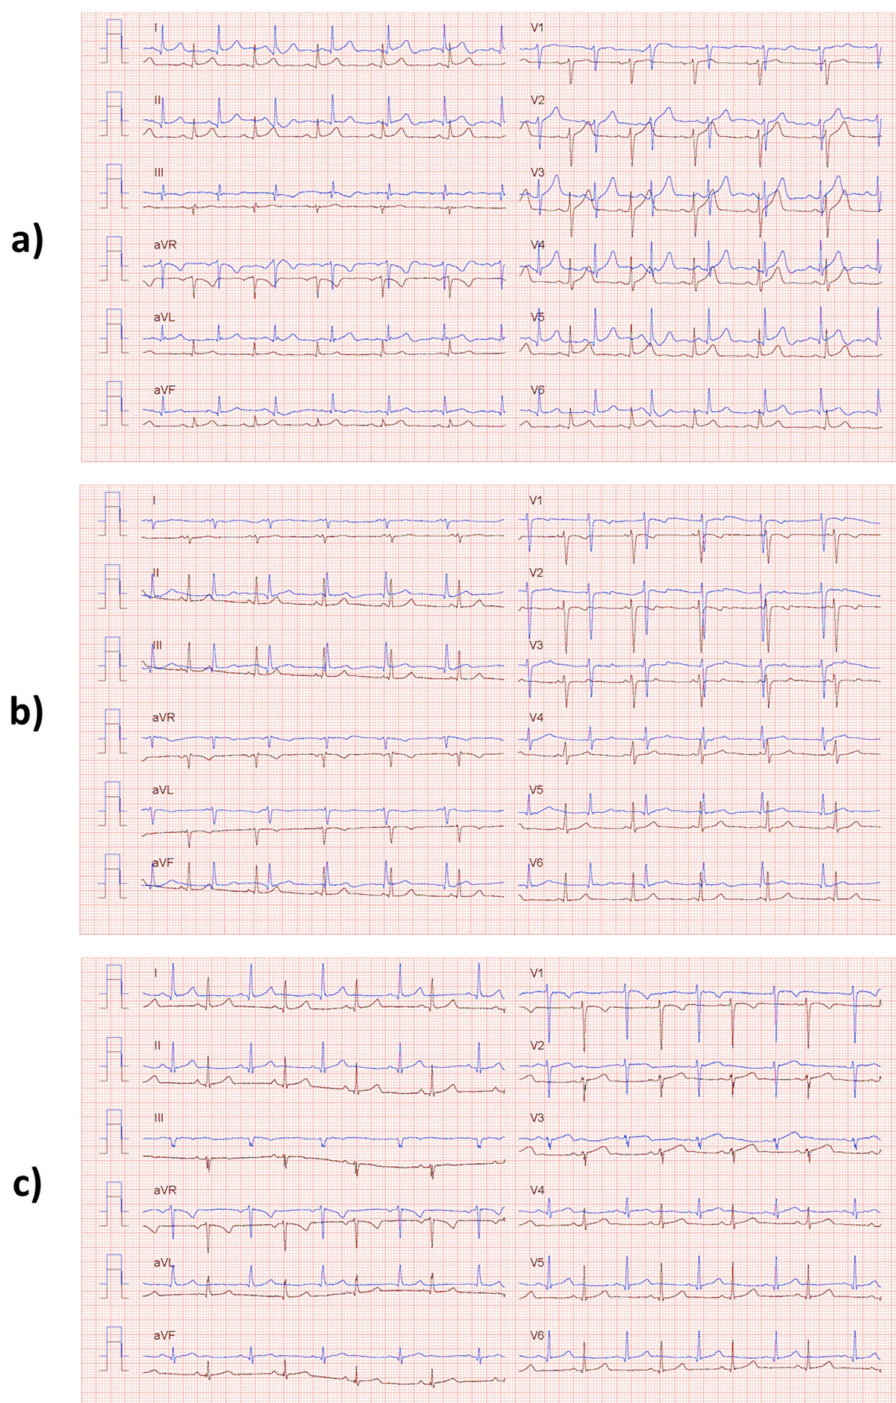 I V1
II V2
III V3
a)
aVR V4
aVL V5
aVF V6
I V1
II V2
III V3
b)
aVR V4
aVL V5
aVF V6
I V1
II V2
III V3
c)
aVR V4
aVL V5
aVF V6